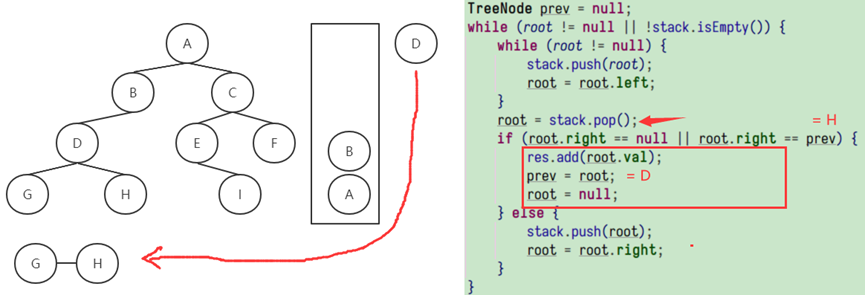 A
B
C
D
E
F
G
H
I
B
A
D
G
H
TreeNode prev = null;
while (root != null || !stack.isEmpty()) {
while (root != null) {
stack.push(root);
root = root.left;
}
root = stack.pop(); = H
if (root.right == null || root.right == prev) {
res.add(root.val);
prev = root; = D
root = null;
} else {
stack.push(root);
root = root.right;
}
}